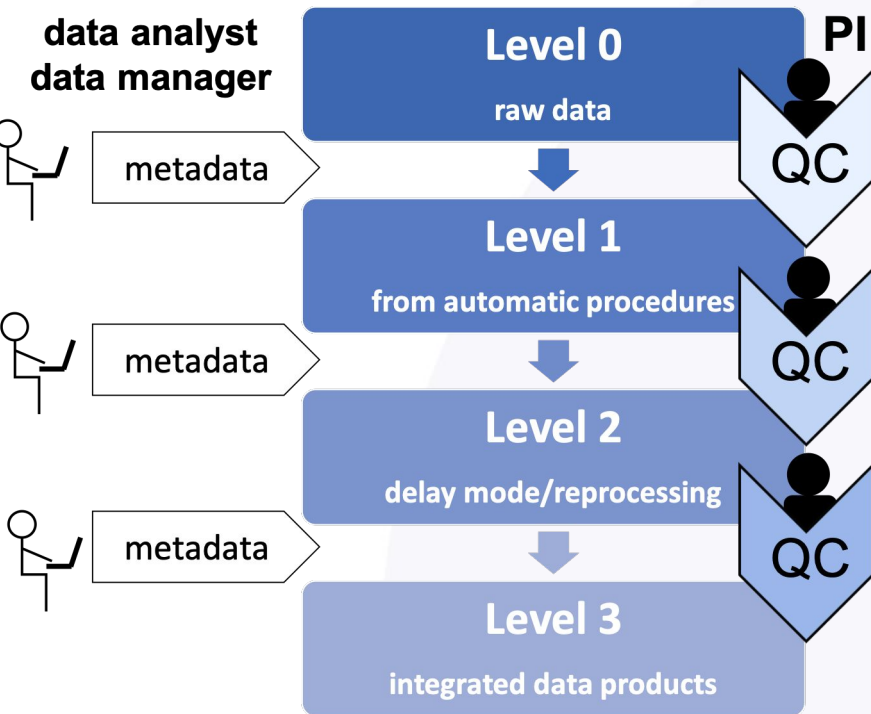 data analyst
data manager
Level 0
raw data
PI
QC
metadata
Level 1
from automatic procedures
QC
metadata
Level 2
delay mode/reprocessing
QC
metadata
Level 3
integrated data products